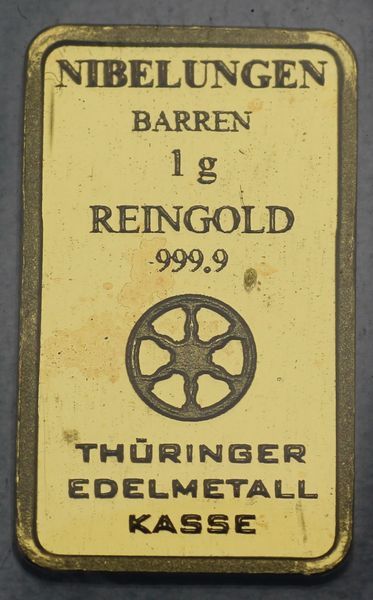 NIBELUNGEN
BARREN
1 g
REINGOLD
999.9
THÜRINGER
EDELMETALL
KASSE